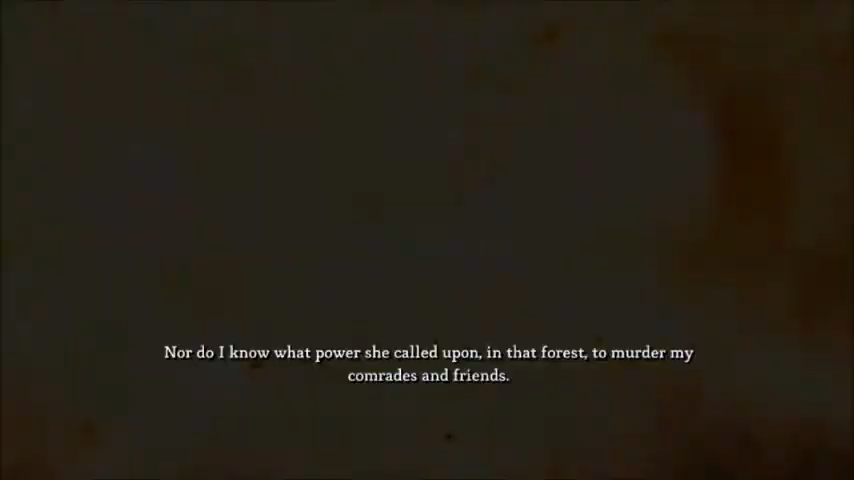 Nor do I know what power she called upon, in that forest, to murder my
comrades and friends.